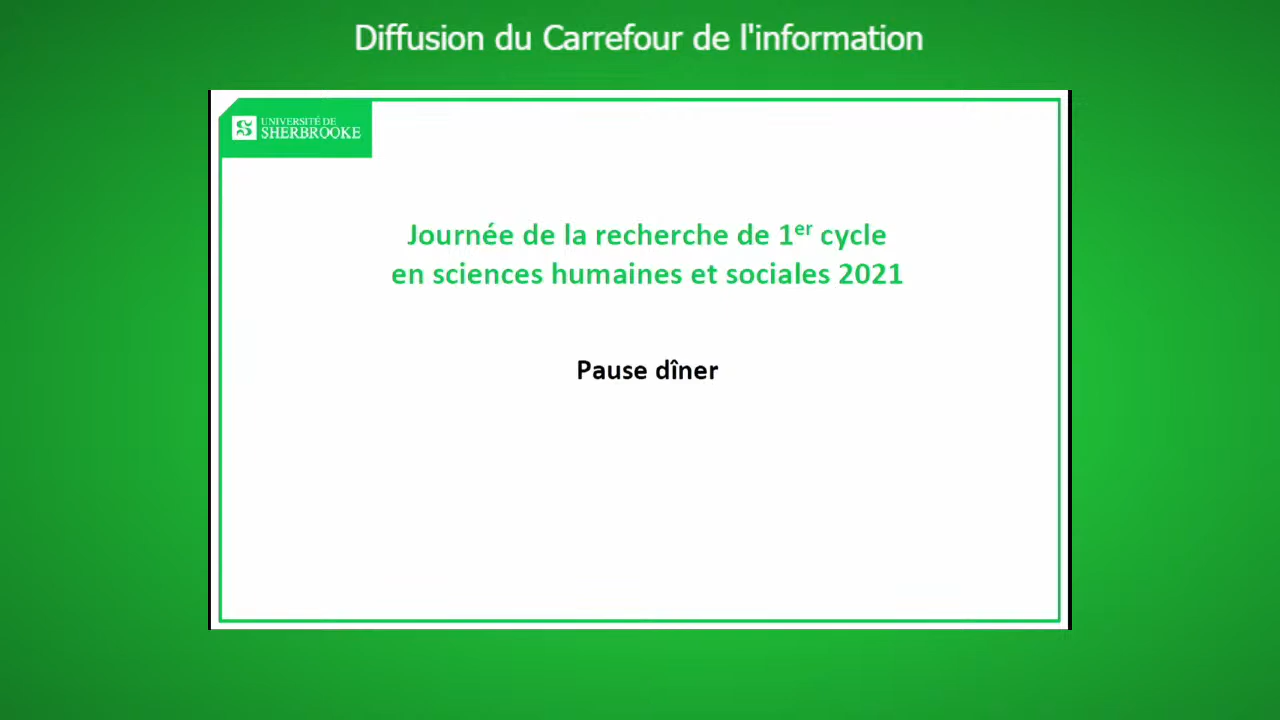 Diffusion du Carrefour de l'information
UNIVERSITÉ DE
SHERBROOKE
Journée de la recherche de 1er cycle
en sciences humaines et sociales 2021
Pause dîner